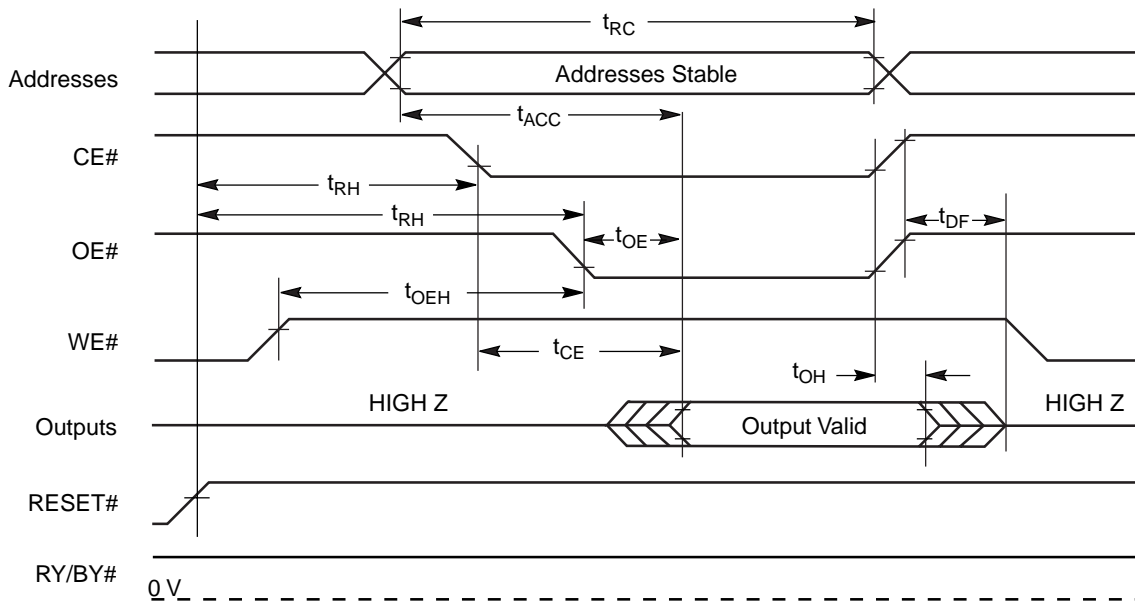 tRC
Addresses
Addresses Stable
tACC
CE#
tRH
tRH
tOE
tDF
OE#
tOEH
WE#
tCE
tOH
HIGH Z
HIGH Z
Outputs
Output Valid
RESET#
RY/BY#
0 V